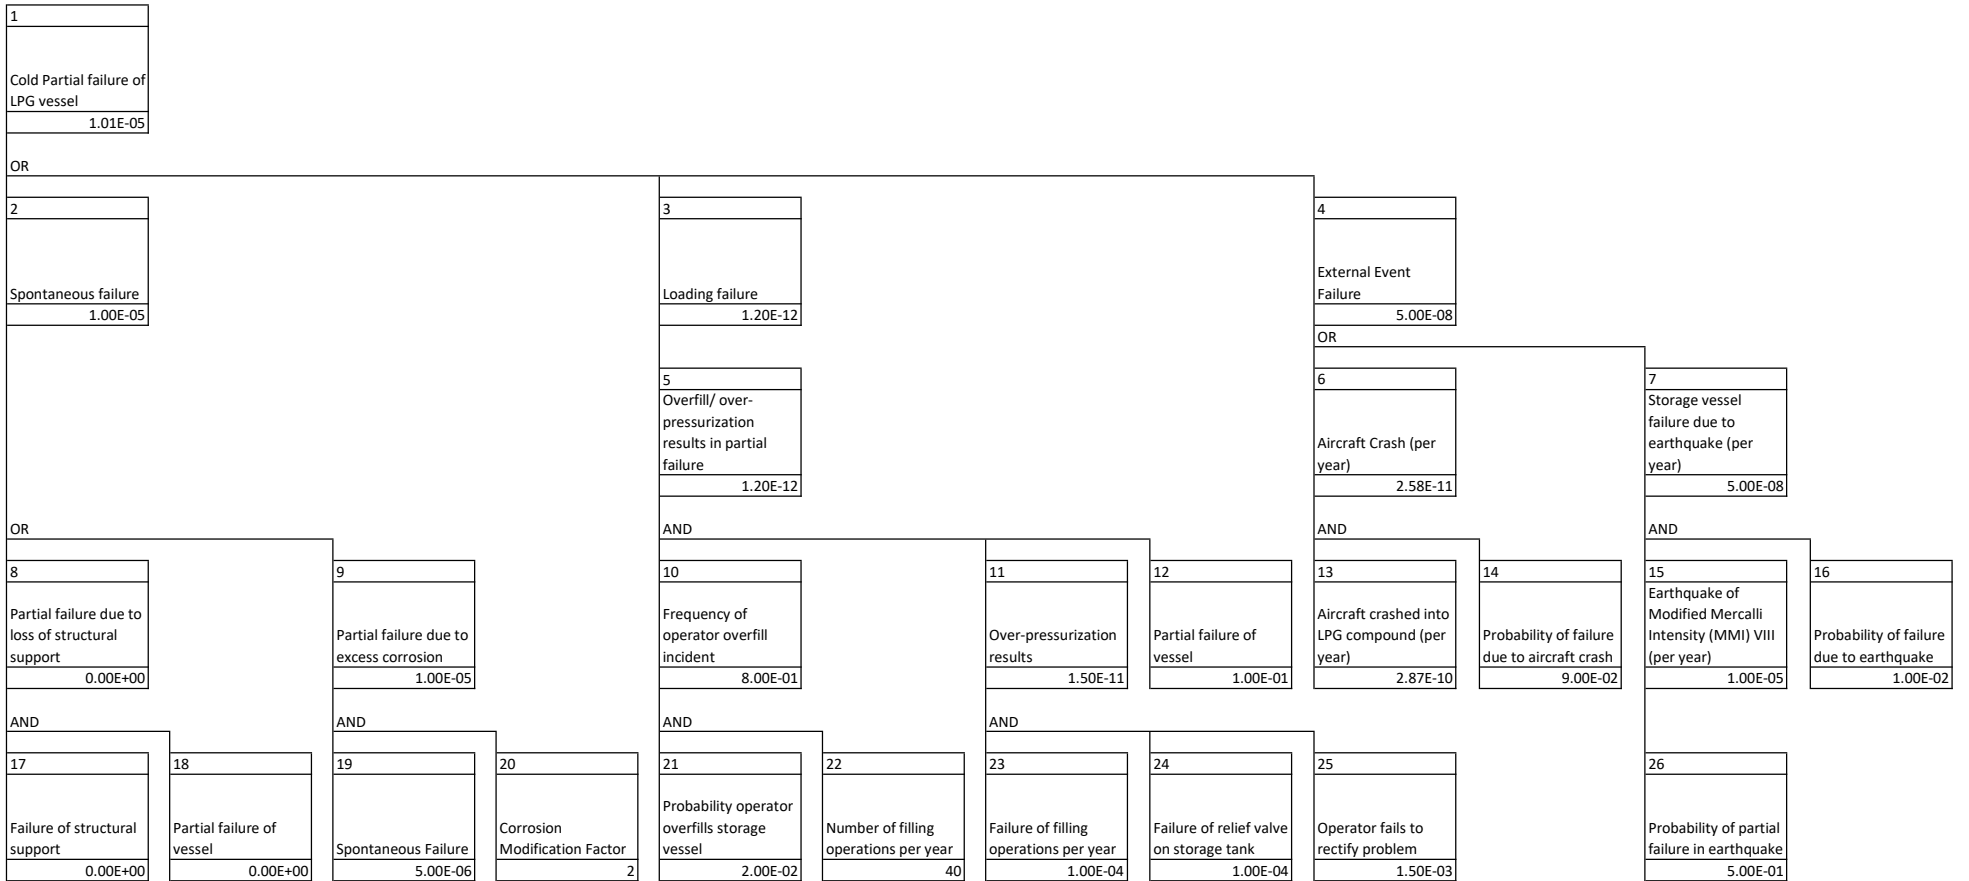 1
Cold Partial failure of
LPG vessel
1.01E-05
OR
2
Spontaneous failure
1.00E-05
3
Loading failure
1.20E-12
4
External Event
Failure
5.00E-08
OR
5
Overfill/ over-
pressurization
results in partial
failure
1.20E-12
6
Aircraft Crash (per
year)
2.58E-11
7
Storage vessel
failure due to
earthquake (per
year)
5.00E-08
OR
AND
AND
AND
8
Partial failure due to
loss of structural
support
0.00E+00
9
Partial failure due to
excess corrosion
1.00E-05
10
Frequency of
operator overfill
incident
8.00E-01
11
Over-pressurization
results
1.50E-11
12
Partial failure of
vessel
1.00E-01
13
Aircraft crashed into
LPG compound (per
year)
2.87E-10
14
Probability of failure
due to aircraft crash
9.00E-02
15
Earthquake of
Modified Mercalli
Intensity (MMI) VIII
(per year)
1.00E-05
16
Probability of failure
due to earthquake
1.00E-02
AND
AND
AND
AND
17
Failure of structural
support
0.00E+00
18
Partial failure of
vessel
0.00E+00
19
Spontaneous Failure
5.00E-06
20
Corrosion
Modification Factor
2
21
Probability operator
overfills storage
vessel
2.00E-02
22
Number of filling
operations per year
40
23
Failure of filling
operations per year
1.00E-04
24
Failure of relief valve
on storage tank
1.00E-04
25
Operator fails to
rectify problem
1.50E-03
26
Probability of partial
failure in earthquake
5.00E-01